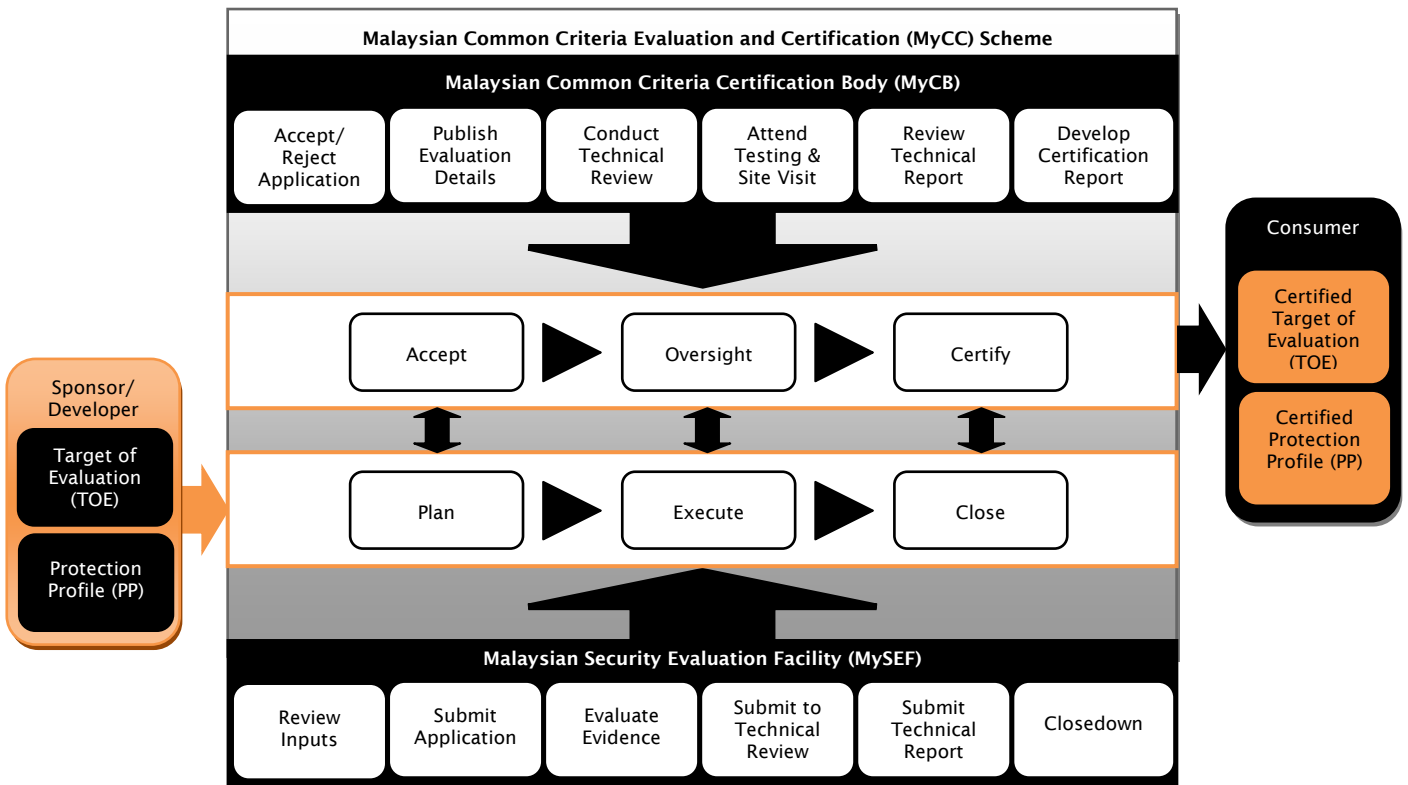 Malaysian Common Criteria Evaluation and Certification (MyCC) Scheme
Malaysian Common Criteria Certification Body (MyCB)
Accept/
Reject
Application
Publish
Evaluation
Details
Conduct
Technical
Review
Attend
Testing &
Site Visit
Review
Technical
Report
Develop
Certification
Report
Sponsor/
Developer
Target of
Evaluation
(TOE)
Protection
Profile (PP)
Accept
Oversight
Certify
Plan
Execute
Close
Consumer
Certified
Target of
Evaluation
(TOE)
Certified
Protection
Profile (PP)
Malaysian Security Evaluation Facility (MySEF)
Review
Inputs
Submit
Application
Evaluate
Evidence
Submit to
Technical
Review
Submit
Technical
Report
Closedown